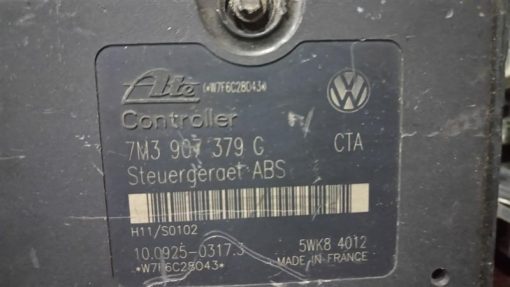 Ate (*W7F6C28043*)
Controller
7M3 907 379 C CTA
Steuergeraet ABS
H11/S0102
10.0925-0317.3 5WK8 4012
*W7F6C28043* MADE IN FRANCE